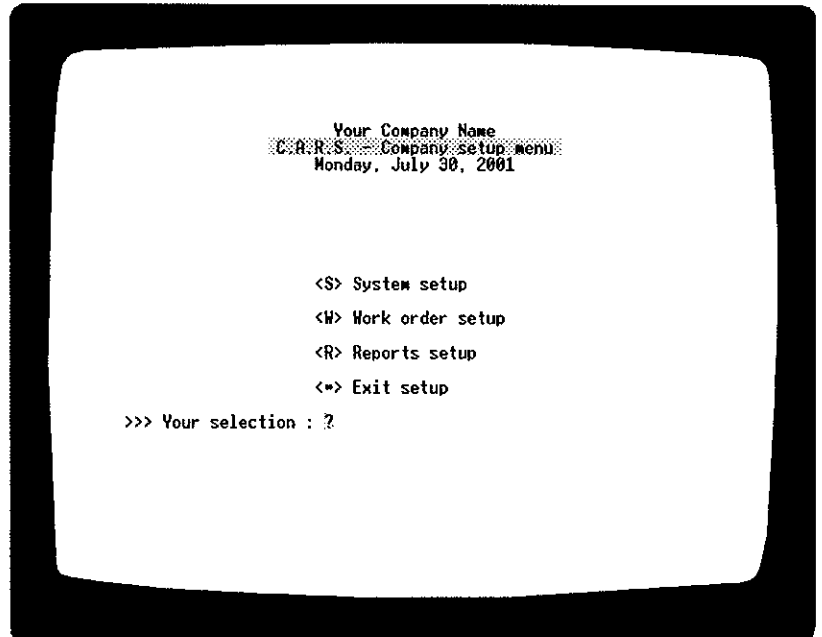 Your Company Name
C.A.R.S. - Company setup menu
Monday, July 30, 2001
<S> System setup
<W> Work order setup
<R> Reports setup
<*> Exit setup
>>> Your selection : ?